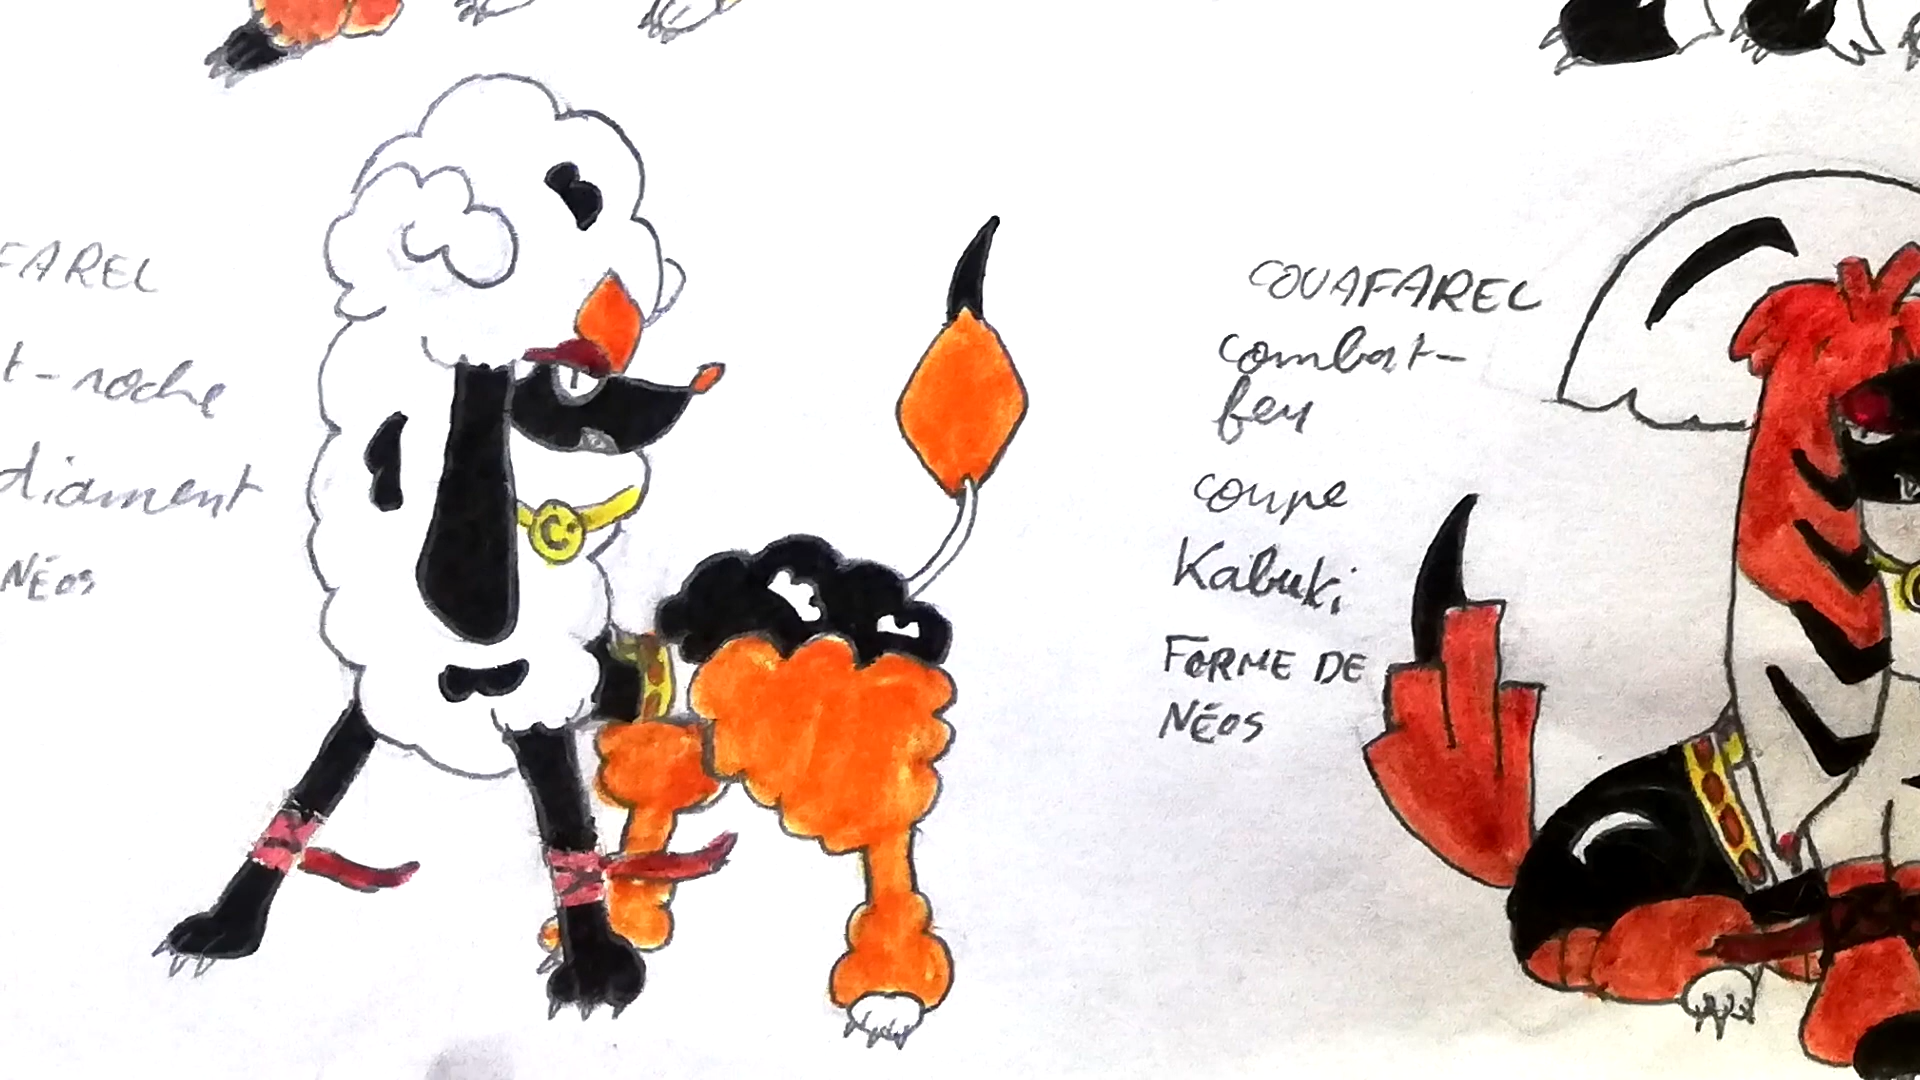 FAREL
t-roche
diament
NÉOS
COUAFAREL
combat-
feu
coupe
Kabuki
FORME DE
NÉOS
C